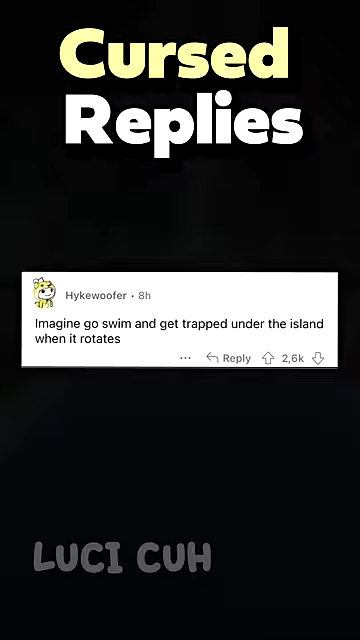 Cursed
Replies
Hykewoofer • 8h
Imagine go swim and get trapped under the island
when it rotates
... Reply 2,6k
LUCI CUH